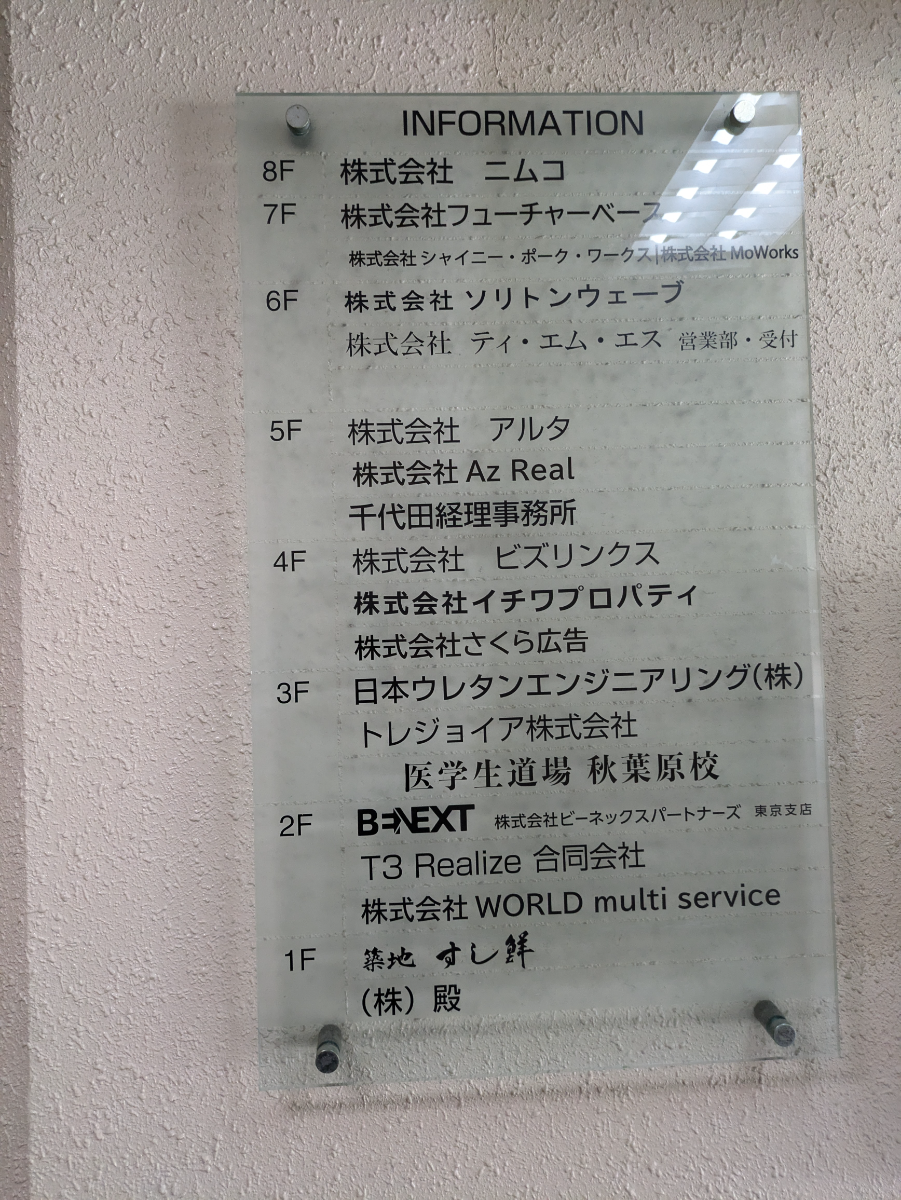 INFORMATION
8F 株式会社 ニムコ
7F 株式会社フューチャーベース
株式会社 シャイニー・ポーク・ワークス|株式会社 MoWorks
6F 株式会社 ソリトンウェーブ
株式会社 ティ・エム・エス 営業部・受付
5F 株式会社 アルタ
株式会社 Az Real
千代田経理事務所
4F 株式会社 ビズリンクス
株式会社イチワプロパティ
株式会社さくら広告
3F 日本ウレタンエンジニアリング(株)
トレジョイア株式会社
医学生道場 秋葉原校
2F BENEXT 株式会社ビーネックスパートナーズ 東京支店
T3 Realize 合同会社
株式会社 WORLD multi service
1F 築地 すし鮮
(株) 殿